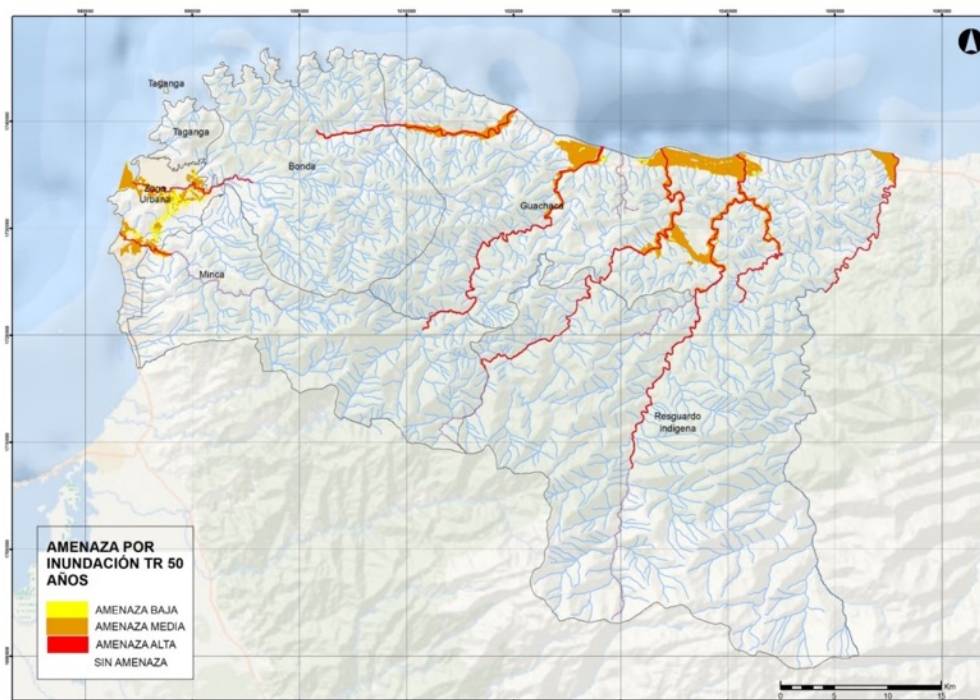 Taganga
Taganga
Bonda
Zona
Urbana
Guachaca
Minca
Resguardo
Indigena
AMENAZA POR
INUNDACIÓN TR 50
AÑOS
AMENAZA BAJA
AMENAZA MEDIA
AMENAZA ALTA
SIN AMENAZA
Km
0 5 10 15